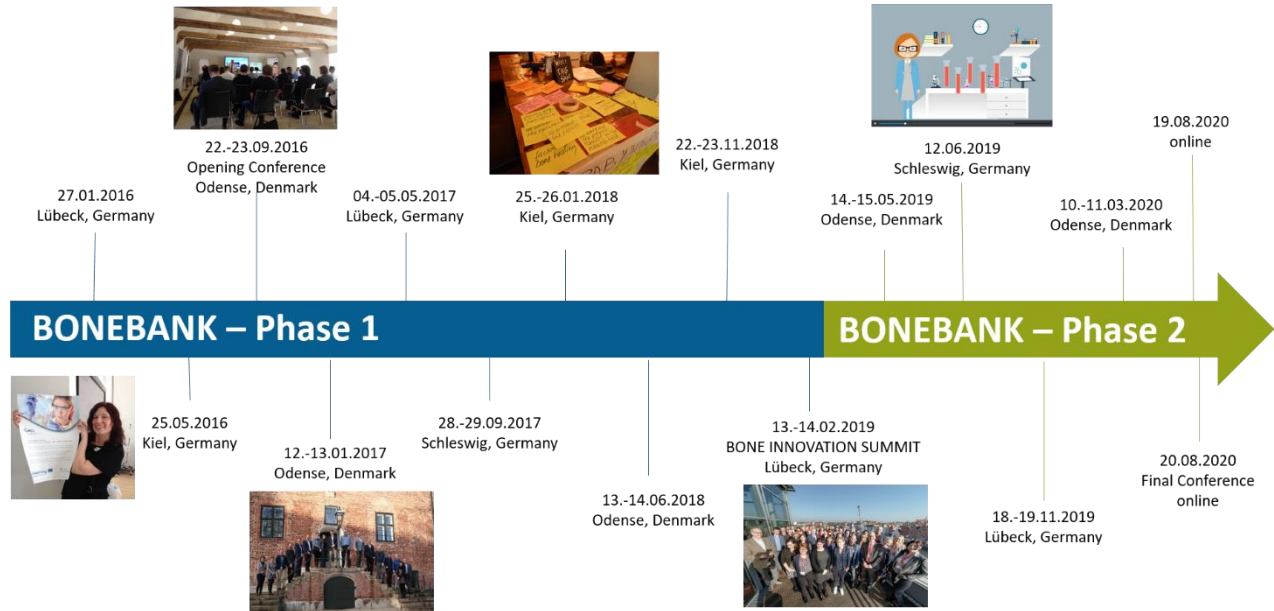 22.-23.09.2016
Opening Conference
Odense, Denmark
27.01.2016
Lübeck, Germany
04.-05.05.2017
Lübeck, Germany
25.-26.01.2018
Kiel, Germany
22.-23.11.2018
Kiel, Germany
14.-15.05.2019
Odense, Denmark
12.06.2019
Schleswig, Germany
10.-11.03.2020
Odense, Denmark
19.08.2020
online
BONEBANK – Phase 1
BONEBANK – Phase 2
25.05.2016
Kiel, Germany
12.-13.01.2017
Odense, Denmark
28.-29.09.2017
Schleswig, Germany
13.-14.06.2018
Odense, Denmark
13.-14.02.2019
BONE INNOVATION SUMMIT
Lübeck, Germany
18.-19.11.2019
Lübeck, Germany
20.08.2020
Final Conference
online
bone healing